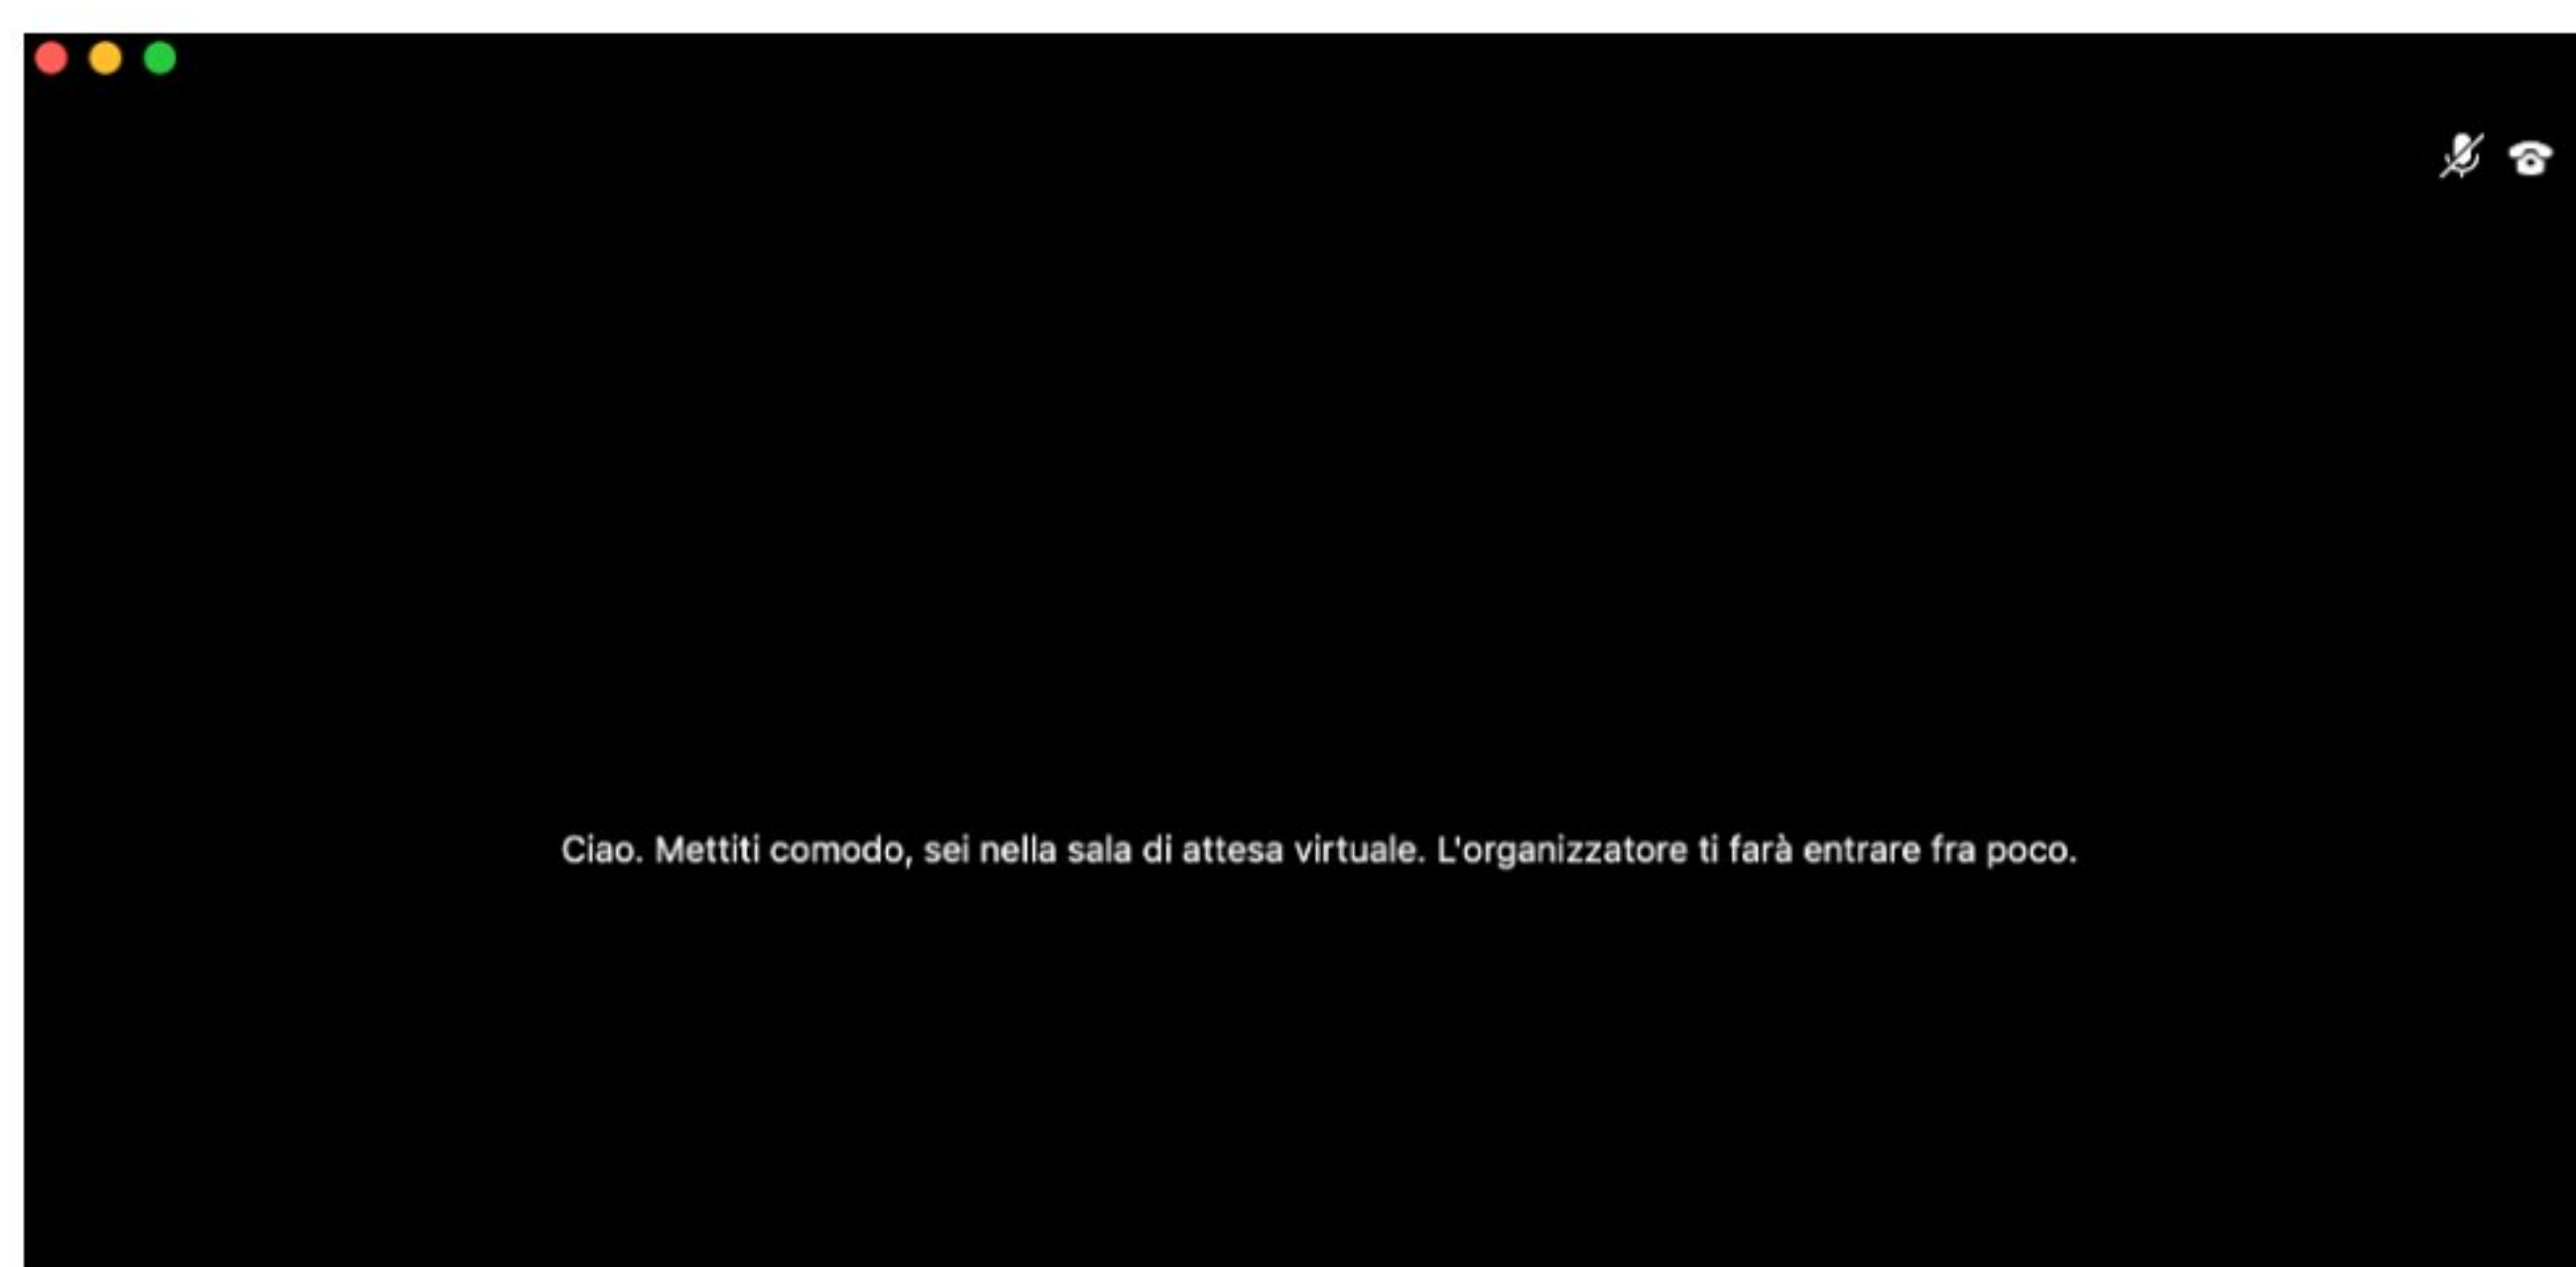 Ciao. Mettiti comodo, sei nella sala di attesa virtuale. L'organizzatore ti farà entrare fra poco.